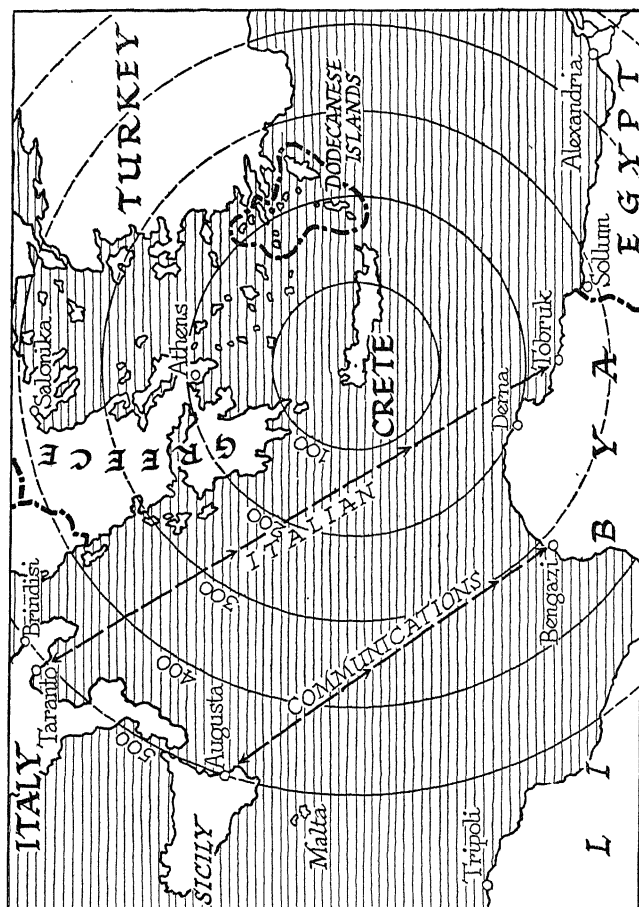 ITALY
Brindisi
Taranto
Salonika
TURKEY
GREECE
Athens
DODECANESE
ISLANDS
CRETE
100
200
300
400
500
ITALIAN
COMMUNICATIONS
Augusta
SICILY
Malta
Tripoli
Bengazi
Derna
Tobruk
Sollum
Alexandria
LIBYA
EGYPT